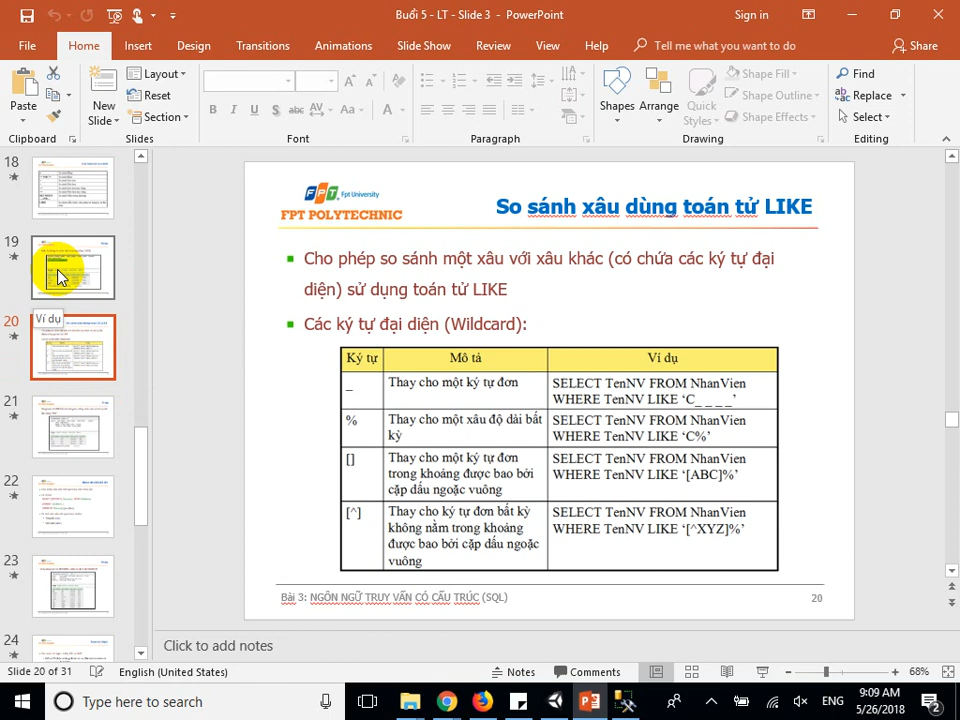 Buổi 5 - LT - Slide 3 - PowerPoint
Sign in
File Home Insert Design Transitions Animations Slide Show Review View Help Tell me what you want to do Share
Paste
New Slide
Layout
Reset
Section
B I U S abc AV Aa A
Shapes
Arrange
Quick Styles
Shape Fill
Shape Outline
Shape Effects
Find
Replace
Select
Clipboard Slides Font Paragraph Drawing Editing
18
19
Ví dụ
20
21
22
23
24
FPT Fpt University
FPT POLYTECHNIC
So sánh xâu dùng toán tử LIKE
Cho phép so sánh một xâu với xâu khác (có chứa các ký tự đại
diện) sử dụng toán tử LIKE
Các ký tự đại diện (Wildcard):
Ký tự Mô tả Ví dụ
_ Thay cho một ký tự đơn SELECT TenNV FROM NhanVien
WHERE TenNV LIKE ‘C_ _ _ _’
% Thay cho một xâu độ dài bất SELECT TenNV FROM NhanVien
kỳ WHERE TenNV LIKE ‘C%’
[] Thay cho một ký tự đơn SELECT TenNV FROM NhanVien
trong khoảng được bao bởi WHERE TenNV LIKE ‘[ABC]%’
cặp dấu ngoặc vuông
[^] Thay cho ký tự đơn bất kỳ SELECT TenNV FROM NhanVien
không nằm trong khoảng WHERE TenNV LIKE ‘[^XYZ]%’
được bao bởi cặp dấu ngoặc
vuông
Bài 3: NGÔN NGỮ TRUY VẤN CÓ CẤU TRÚC (SQL) 20
Click to add notes
Slide 20 of 31 English (United States) Notes Comments 68%
Type here to search
ENG
9:09 AM
5/26/2018
2